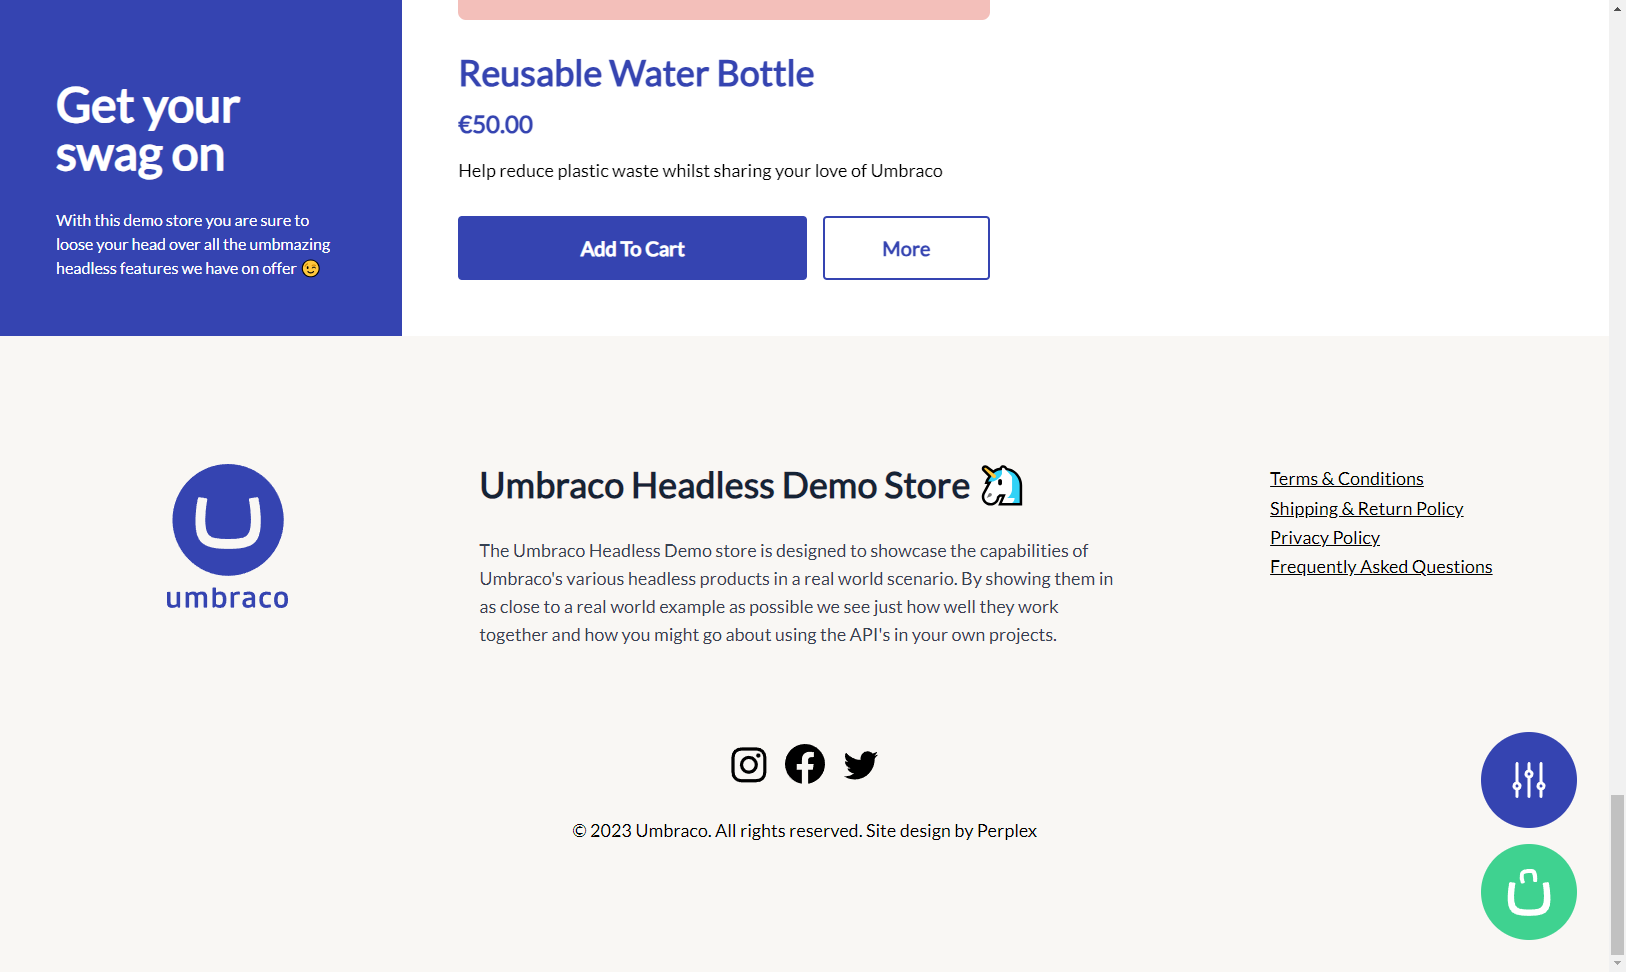 Get your
swag on
With this demo store you are sure to
loose your head over all the umbmazing
headless features we have on offer 😉
Reusable Water Bottle
€50.00
Help reduce plastic waste whilst sharing your love of Umbraco
Add To Cart
More
umbraco
Umbraco Headless Demo Store 🦄
The Umbraco Headless Demo store is designed to showcase the capabilities of
Umbraco's various headless products in a real world scenario. By showing them in
as close to a real world example as possible we see just how well they work
together and how you might go about using the API's in your own projects.
Terms & Conditions
Shipping & Return Policy
Privacy Policy
Frequently Asked Questions
© 2023 Umbraco. All rights reserved. Site design by Perplex